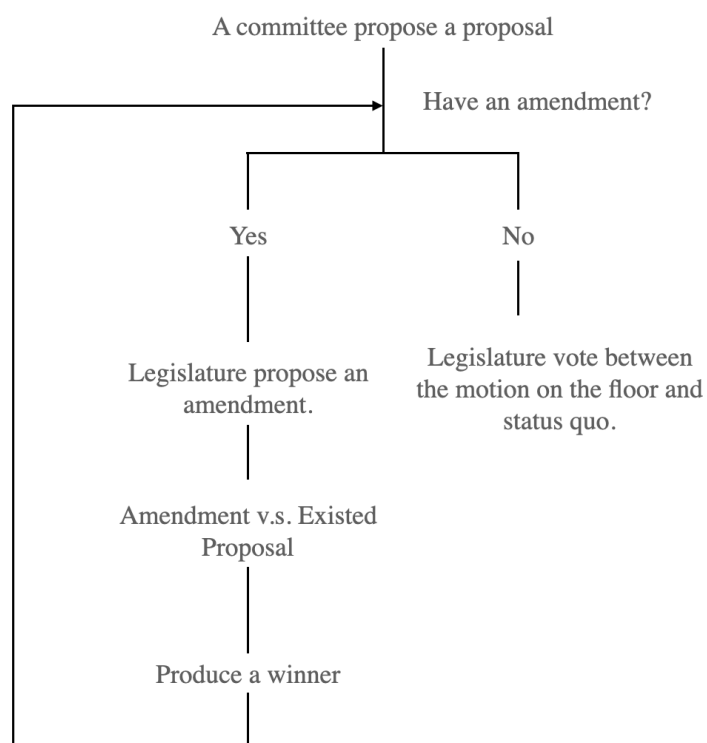 A committee propose a proposal
Have an amendment?
Yes
No
Legislature propose an
amendment.
Legislature vote between
the motion on the floor and
status quo.
Amendment v.s. Existed
Proposal
Produce a winner